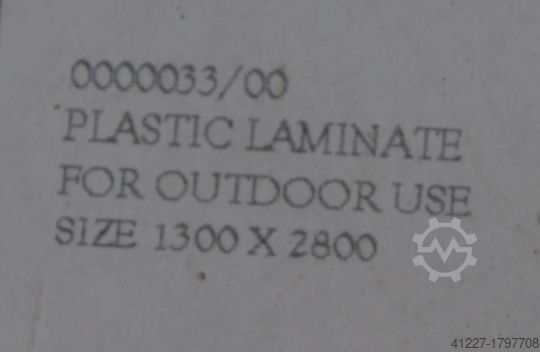 0000033/00
PLASTIC LAMINATE
FOR OUTDOOR USE
SIZE 1300 X 2800
41227-1797708